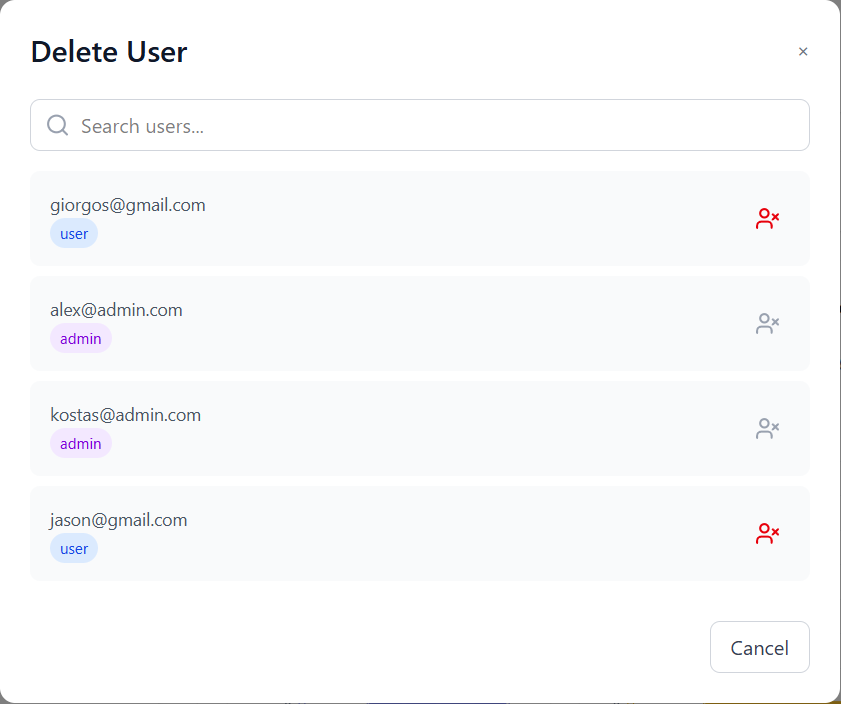 Delete User
×
Search users...
giorgos@gmail.com
user
alex@admin.com
admin
kostas@admin.com
admin
jason@gmail.com
user
Cancel